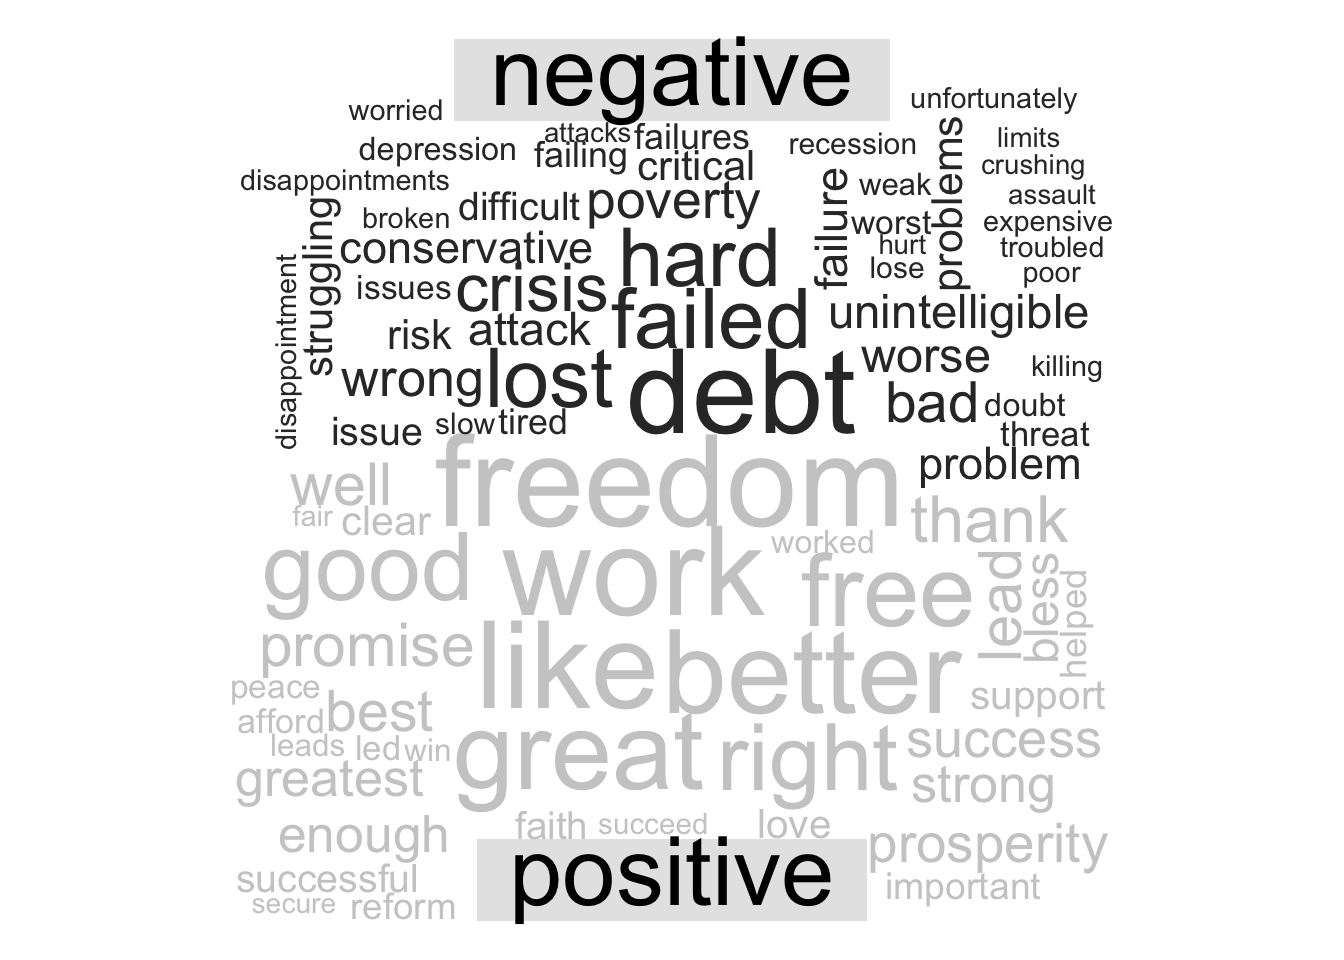 negative
worried
unfortunately
attacks
failures
depression
failing
critical
recession
problems
limits
crushing
disappointments
struggling
broken
difficult
poverty
failure
weak
worst
assault
expensive
conservative
hard
hurt
troubled
disappointment
issues
crisis
lose
poor
risk
attack
failed
unintelligible
wrong
lost
debt
worse
killing
bad
doubt
issue
slow
tired
threat
problem
well
freedom
thank
fair
clear
good
work
worked
free
lead
bless
helped
promise
like
better
peace
support
afford
best
leads
led
win
great
right
success
greatest
strong
enough
faith
succeed
love
prosperity
positive
successful
important
secure
reform